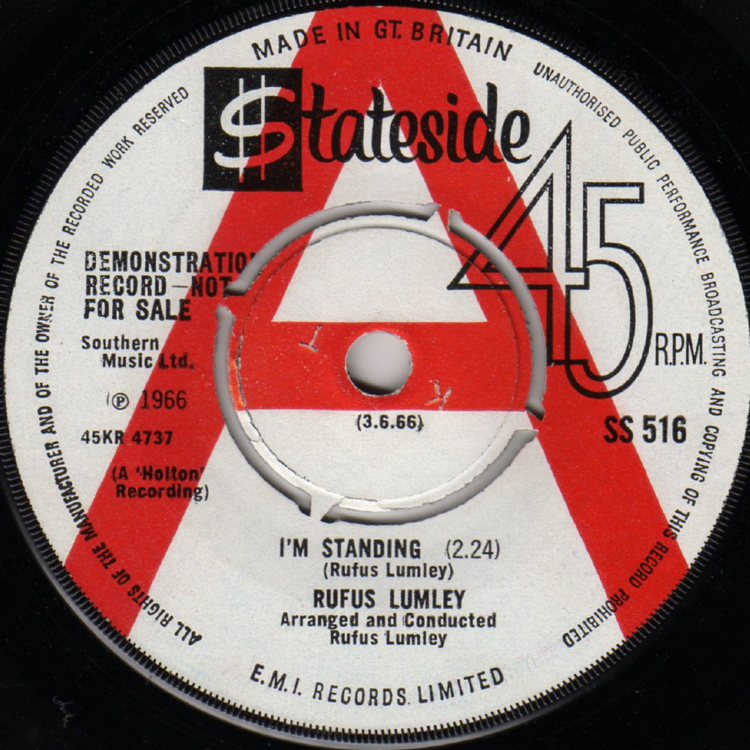 MADE IN GT. BRITAIN
UNAUTHORISED PUBLIC PERFORMANCE BROADCASTING AND COPYING OF THIS RECORD PROHIBITED
ALL RIGHTS OF THE MANUFACTURER AND OF THE OWNER OF THE RECORDED WORK RESERVED
$tateside
45
R.P.M.
DEMONSTRATION
RECORD—NOT
FOR SALE
Southern
Music Ltd.
℗ 1966
45KR 4737
(A 'Holton'
Recording)
A
T
K
(3.6.66)
SS 516
I'M STANDING (2.24)
(Rufus Lumley)
RUFUS LUMLEY
Arranged and Conducted
Rufus Lumley
E.M.I. RECORDS. LIMITED